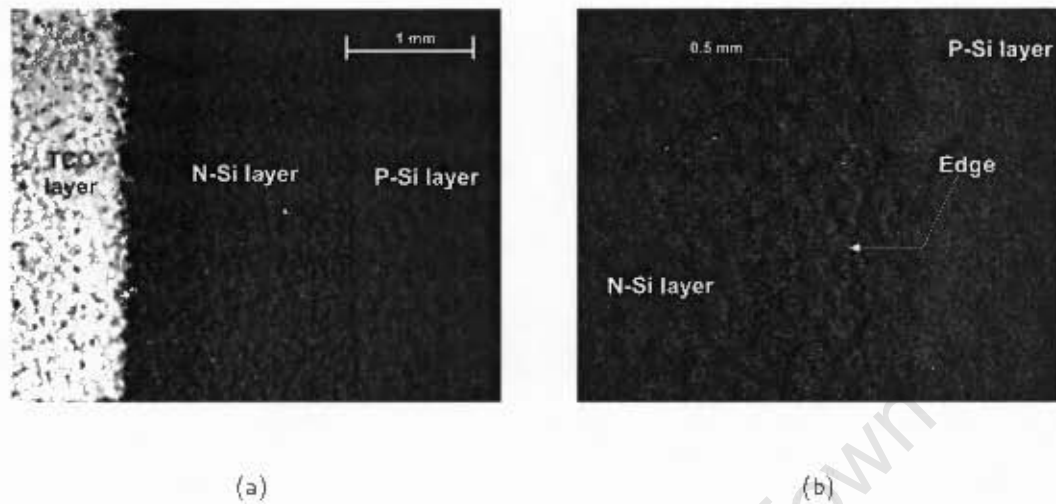 1 mm
TCO
layer
N-Si layer
P-Si layer
0.5 mm
P-Si layer
Edge
N-Si layer
(a)
(b)